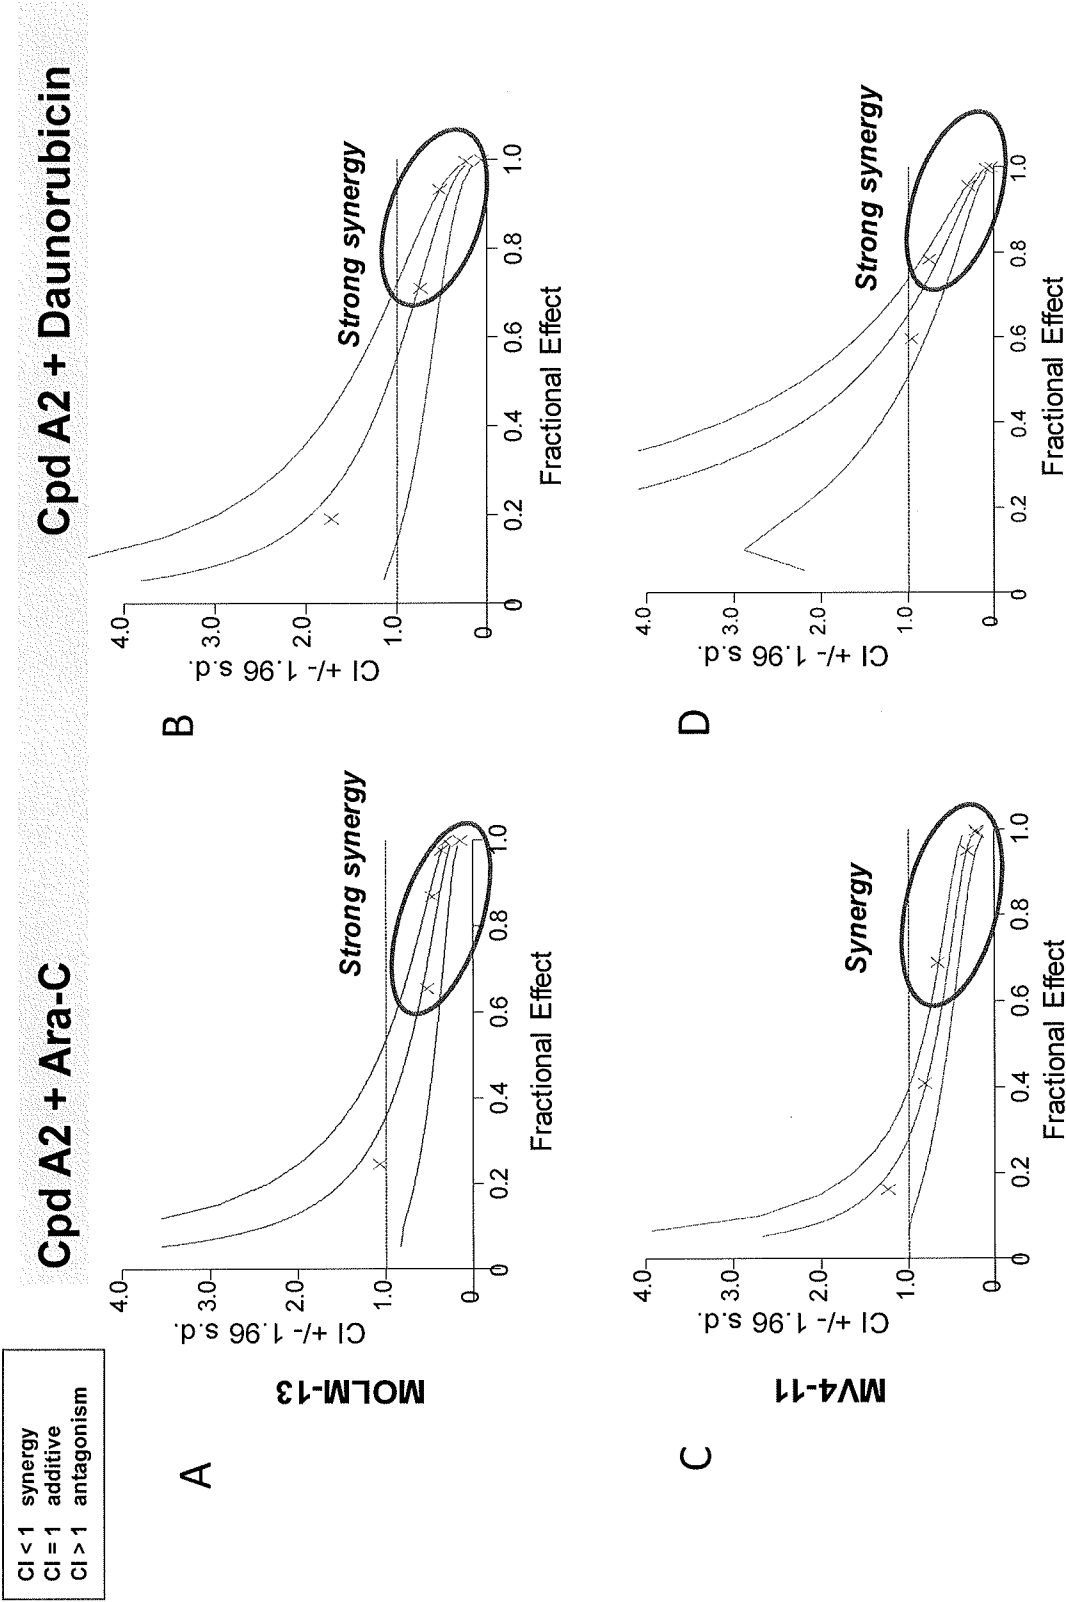 CI < 1 synergy
CI = 1 additive
CI > 1 antagonism
Cpd A2 + Ara-C
Cpd A2 + Daunorubicin
A
MOLM-13
CI +/- 1.96 s.d.
4.0
3.0
2.0
1.0
0
0
0.2
0.4
0.6
0.8
1.0
Fractional Effect
Strong synergy
B
CI +/- 1.96 s.d.
4.0
3.0
2.0
1.0
0
0
0.2
0.4
0.6
0.8
1.0
Fractional Effect
Strong synergy
C
MV4-11
CI +/- 1.96 s.d.
4.0
3.0
2.0
1.0
0
0
0.2
0.4
0.6
0.8
1.0
Fractional Effect
Synergy
D
CI +/- 1.96 s.d.
4.0
3.0
2.0
1.0
0
0
0.2
0.4
0.6
0.8
1.0
Fractional Effect
Strong synergy